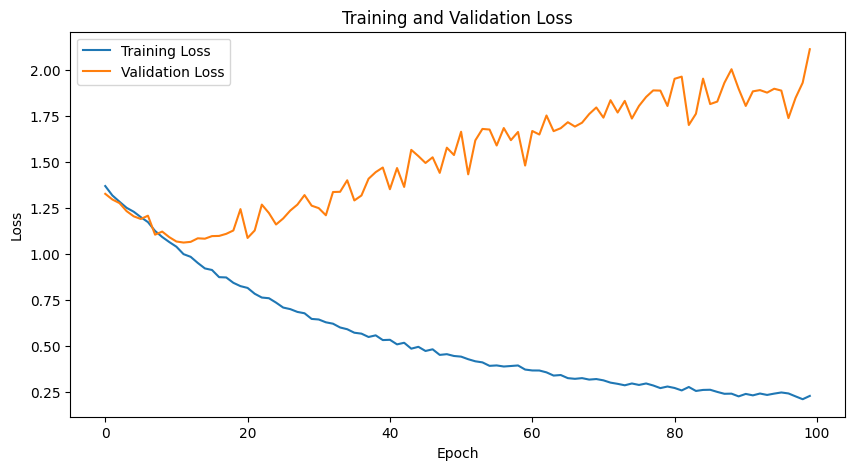 Training and Validation Loss
Training Loss
Validation Loss
2.00
1.75
1.50
1.25
1.00
0.75
0.50
0.25
Loss
0 20 40 60 80 100
Epoch